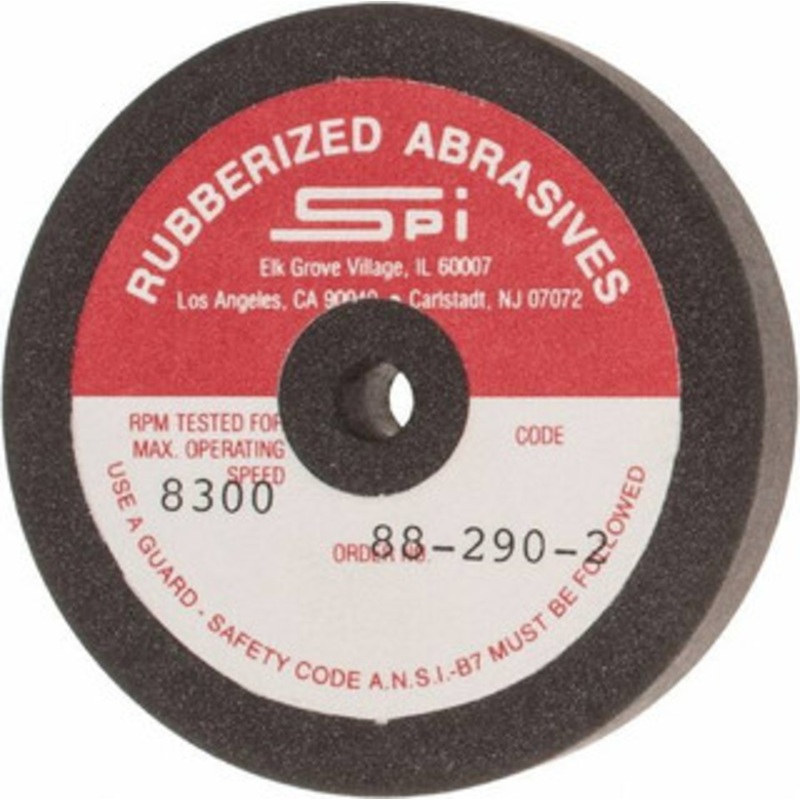 RUBBERIZED ABRASIVES
SPi
Elk Grove Village, IL 60007
Los Angeles, CA 90040 • Carlstadt, NJ 07072
RPM TESTED FOR
MAX. OPERATING
SPEED
8300
CODE
ORDER NO.
88-290-2
USE A GUARD - SAFETY CODE A.N.S.I.-B7 MUST BE FOLLOWED